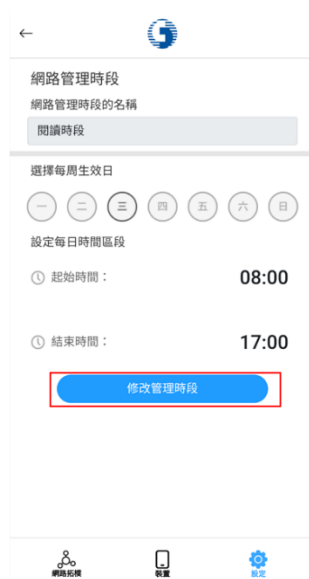 網路管理時段
網路管理時段的名稱
閱讀時段
選擇每周生效日
一 二 三 四 五 六 日
設定每日時間區段
起始時間： 08:00
結束時間： 17:00
修改管理時段
網路拓樸 裝置 設定